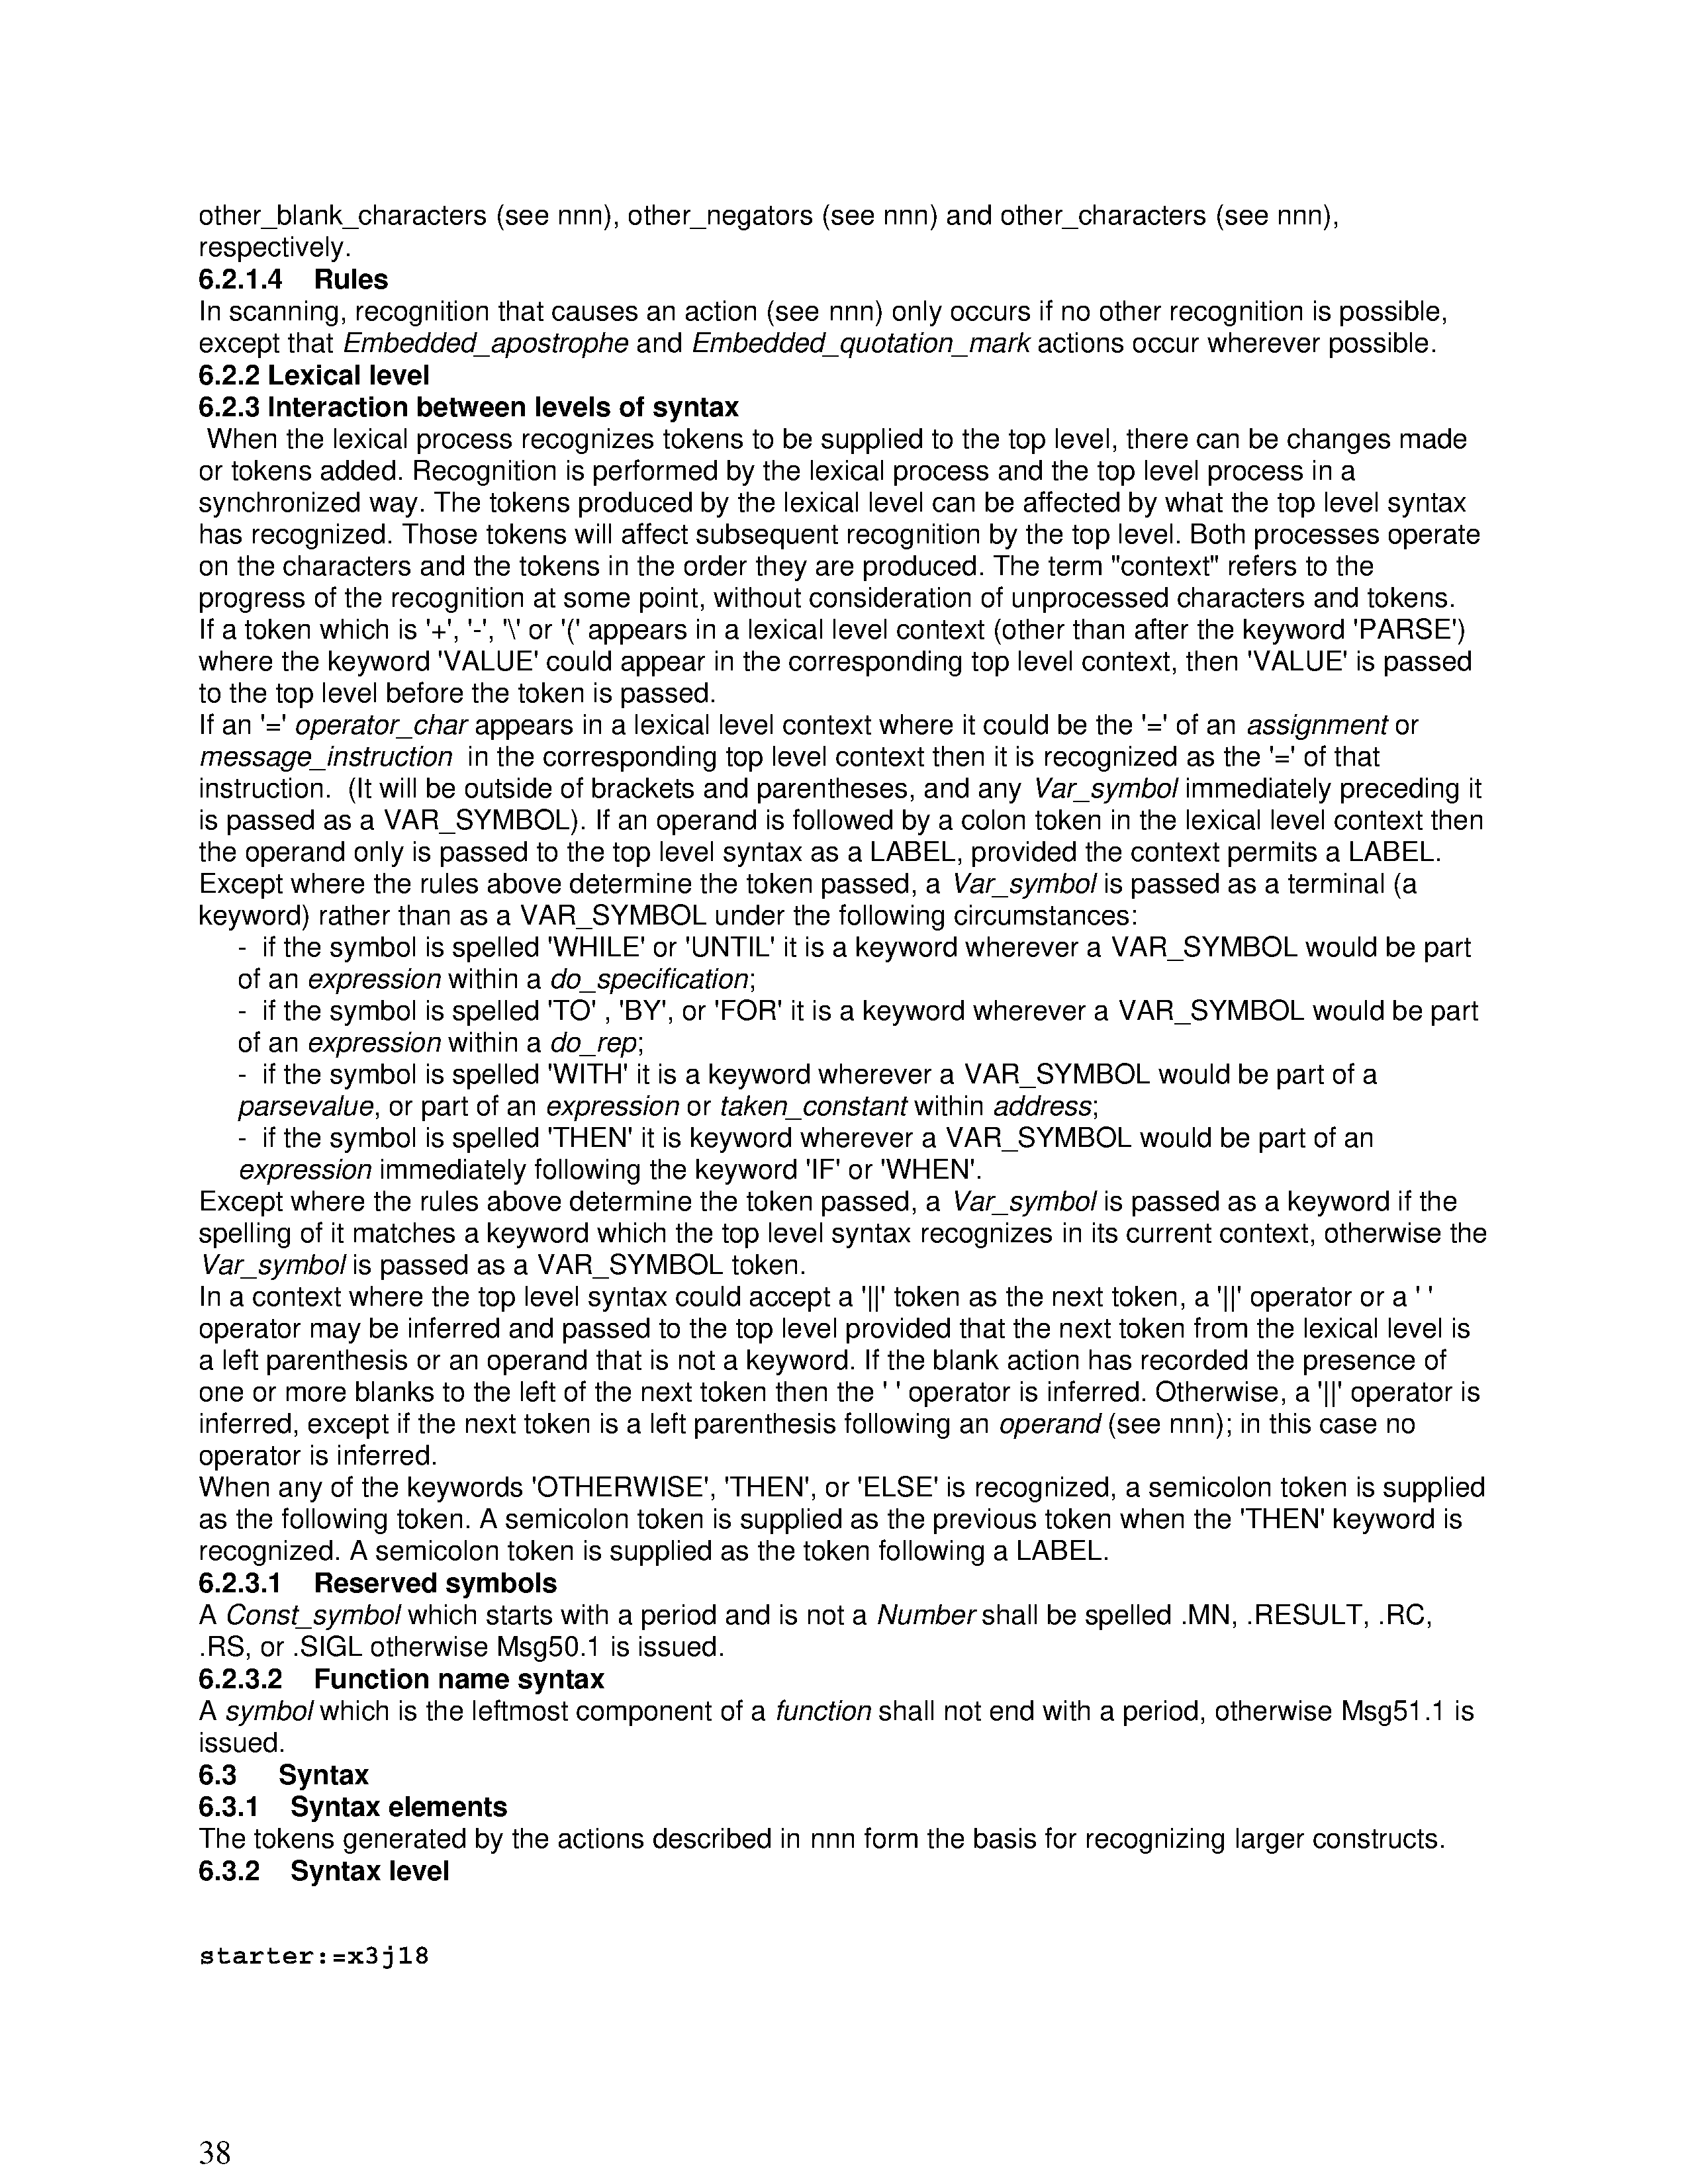 other_blank_characters (see nnn), other_negators (see nnn) and other_characters (see nnn),
respectively.
6.2.1.4 Rules
In scanning, recognition that causes an action (see nnn) only occurs if no other recognition is possible,
except that Embedded_apostrophe and Embedded_quotation_mark actions occur wherever possible.
6.2.2 Lexical level
6.2.3 Interaction between levels of syntax
When the lexical process recognizes tokens to be supplied to the top level, there can be changes made
or tokens added. Recognition is performed by the lexical process and the top level process in a
synchronized way. The tokens produced by the lexical level can be affected by what the top level syntax
has recognized. Those tokens will affect subsequent recognition by the top level. Both processes operate
on the characters and the tokens in the order they are produced. The term "context" refers to the
progress of the recognition at some point, without consideration of unprocessed characters and tokens.
If a token which is '+', '-', '\' or '(' appears in a lexical level context (other than after the keyword 'PARSE')
where the keyword 'VALUE' could appear in the corresponding top level context, then 'VALUE' is passed
to the top level before the token is passed.
If an '=' operator_char appears in a lexical level context where it could be the '=' of an assignment or
message_instruction in the corresponding top level context then it is recognized as the '=' of that
instruction. (It will be outside of brackets and parentheses, and any Var_symbol immediately preceding it
is passed as a VAR_SYMBOL). If an operand is followed by a colon token in the lexical level context then
the operand only is passed to the top level syntax as a LABEL, provided the context permits a LABEL.
Except where the rules above determine the token passed, a Var_symbol is passed as a terminal (a
keyword) rather than as a VAR_SYMBOL under the following circumstances:
- if the symbol is spelled 'WHILE' or 'UNTIL' it is a keyword wherever a VAR_SYMBOL would be part
of an expression within a do_specification;
- if the symbol is spelled 'TO' , 'BY', or 'FOR' it is a keyword wherever a VAR_SYMBOL would be part
of an expression within a do_rep;
- if the symbol is spelled 'WITH' it is a keyword wherever a VAR_SYMBOL would be part of a
parsevalue, or part of an expression or taken_constant within address;
- if the symbol is spelled 'THEN' it is keyword wherever a VAR_SYMBOL would be part of an
expression immediately following the keyword 'IF' or 'WHEN'.
Except where the rules above determine the token passed, a Var_symbol is passed as a keyword if the
spelling of it matches a keyword which the top level syntax recognizes in its current context, otherwise the
Var_symbol is passed as a VAR_SYMBOL token.
In a context where the top level syntax could accept a '||' token as the next token, a '||' operator or a ' '
operator may be inferred and passed to the top level provided that the next token from the lexical level is
a left parenthesis or an operand that is not a keyword. If the blank action has recorded the presence of
one or more blanks to the left of the next token then the ' ' operator is inferred. Otherwise, a '||' operator is
inferred, except if the next token is a left parenthesis following an operand (see nnn); in this case no
operator is inferred.
When any of the keywords 'OTHERWISE', 'THEN', or 'ELSE' is recognized, a semicolon token is supplied
as the following token. A semicolon token is supplied as the previous token when the 'THEN' keyword is
recognized. A semicolon token is supplied as the token following a LABEL.
6.2.3.1 Reserved symbols
A Const_symbol which starts with a period and is not a Number shall be spelled .MN, .RESULT, .RC,
.RS, or .SIGL otherwise Msg50.1 is issued.
6.2.3.2 Function name syntax
A symbol which is the leftmost component of a function shall not end with a period, otherwise Msg51.1 is
issued.
6.3 Syntax
6.3.1 Syntax elements
The tokens generated by the actions described in nnn form the basis for recognizing larger constructs.
6.3.2 Syntax level
starter:=x3j18
38